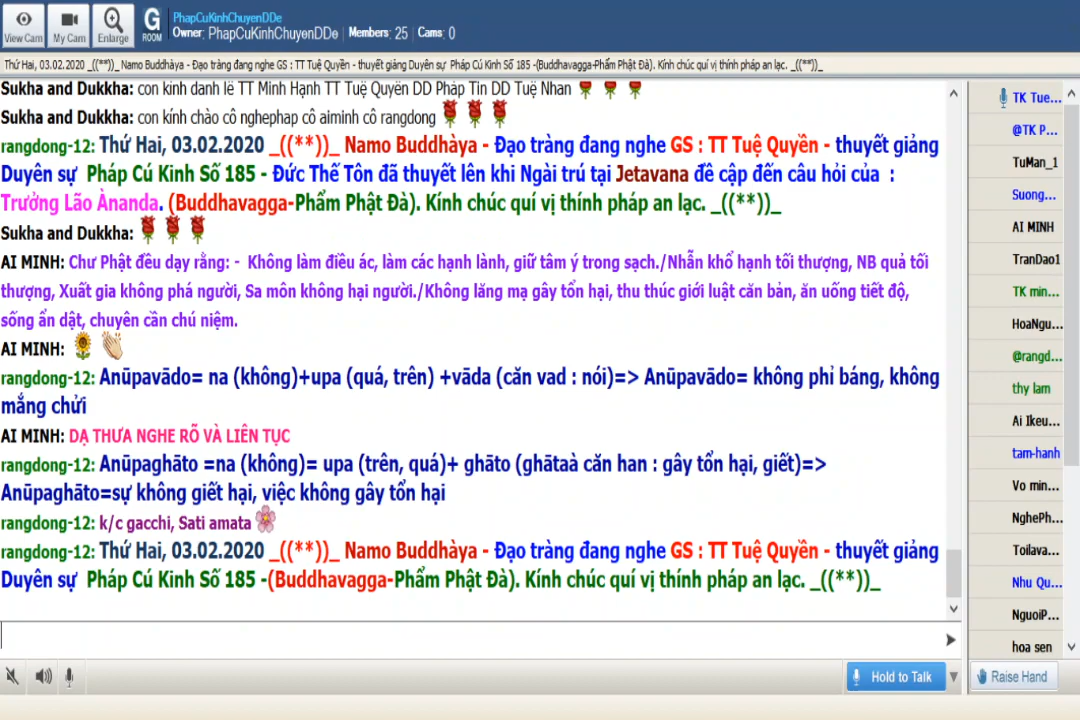 View Cam
My Cam
Enlarge
G
ROOM
PhapCuKinhChuyenDDe
Owner: PhapCuKinhChuyenDDe | Members: 25 | Cams: 0
Thứ Hai, 03.02.2020 _((**))_ Namo Buddhàya - Đạo tràng đang nghe GS : TT Tuệ Quyền - thuyết giảng Duyên sự Pháp Cú Kinh Số 185 -(Buddhavagga-Phẩm Phật Đà). Kính chúc quí vị thính pháp an lạc. _((**))_
Sukha and Dukkha: con kính đảnh lễ TT Minh Hạnh TT Tuệ Quyền DD Pháp Tín DD Tuệ Nhan
Sukha and Dukkha: con kính chào cô nghephap cô aiminh cô rangdong
rangdong-12: Thứ Hai, 03.02.2020 _((**))_ Namo Buddhàya - Đạo tràng đang nghe GS : TT Tuệ Quyền - thuyết giảng
Duyên sự Pháp Cú Kinh Số 185 - Đức Thế Tôn đã thuyết lên khi Ngài trú tại Jetavana đề cập đến câu hỏi của :
Trưởng Lão Ànanda. (Buddhavagga-Phẩm Phật Đà). Kính chúc quí vị thính pháp an lạc. _((**))_
Sukha and Dukkha:
AI MINH: Chư Phật đều dạy rằng: - Không làm điều ác, làm các hạnh lành, giữ tâm ý trong sạch./Nhẫn khổ hạnh tối thượng, NB quả tối
thượng, Xuất gia không phá người, Sa môn không hại người./Không lăng mạ gây tổn hại, thu thúc giới luật căn bản, ăn uống tiết độ,
sống ẩn dật, chuyên cần chú niệm.
AI MINH:
rangdong-12: Anūpavādo= na (không)+upa (quá, trên) +vāda (căn vad : nói)=> Anūpavādo= không phỉ báng, không
mắng chửi
AI MINH: DẠ THƯA NGHE RÕ VÀ LIÊN TỤC
rangdong-12: Anūpaghāto =na (không)= upa (trên, quá)+ ghāto (ghātaà căn han : gây tổn hại, giết)=>
Anūpaghāto=sự không giết hại, việc không gây tổn hại
rangdong-12: k/c gacchi, Sati amata
rangdong-12: Thứ Hai, 03.02.2020 _((**))_ Namo Buddhàya - Đạo tràng đang nghe GS : TT Tuệ Quyền - thuyết giảng
Duyên sự Pháp Cú Kinh Số 185 -(Buddhavagga-Phẩm Phật Đà). Kính chúc quí vị thính pháp an lạc. _((**))_
Hold to Talk
TK Tue...
@TK P...
TuMan_1
Suong...
AI MINH
TranDao1
TK min...
HoaNgu...
@rangd...
thy lam
Ai Ikeu...
tam-hanh
Vo min...
NghePh...
Toilava...
Nhu Qu...
NguoiP...
hoa sen
Raise Hand